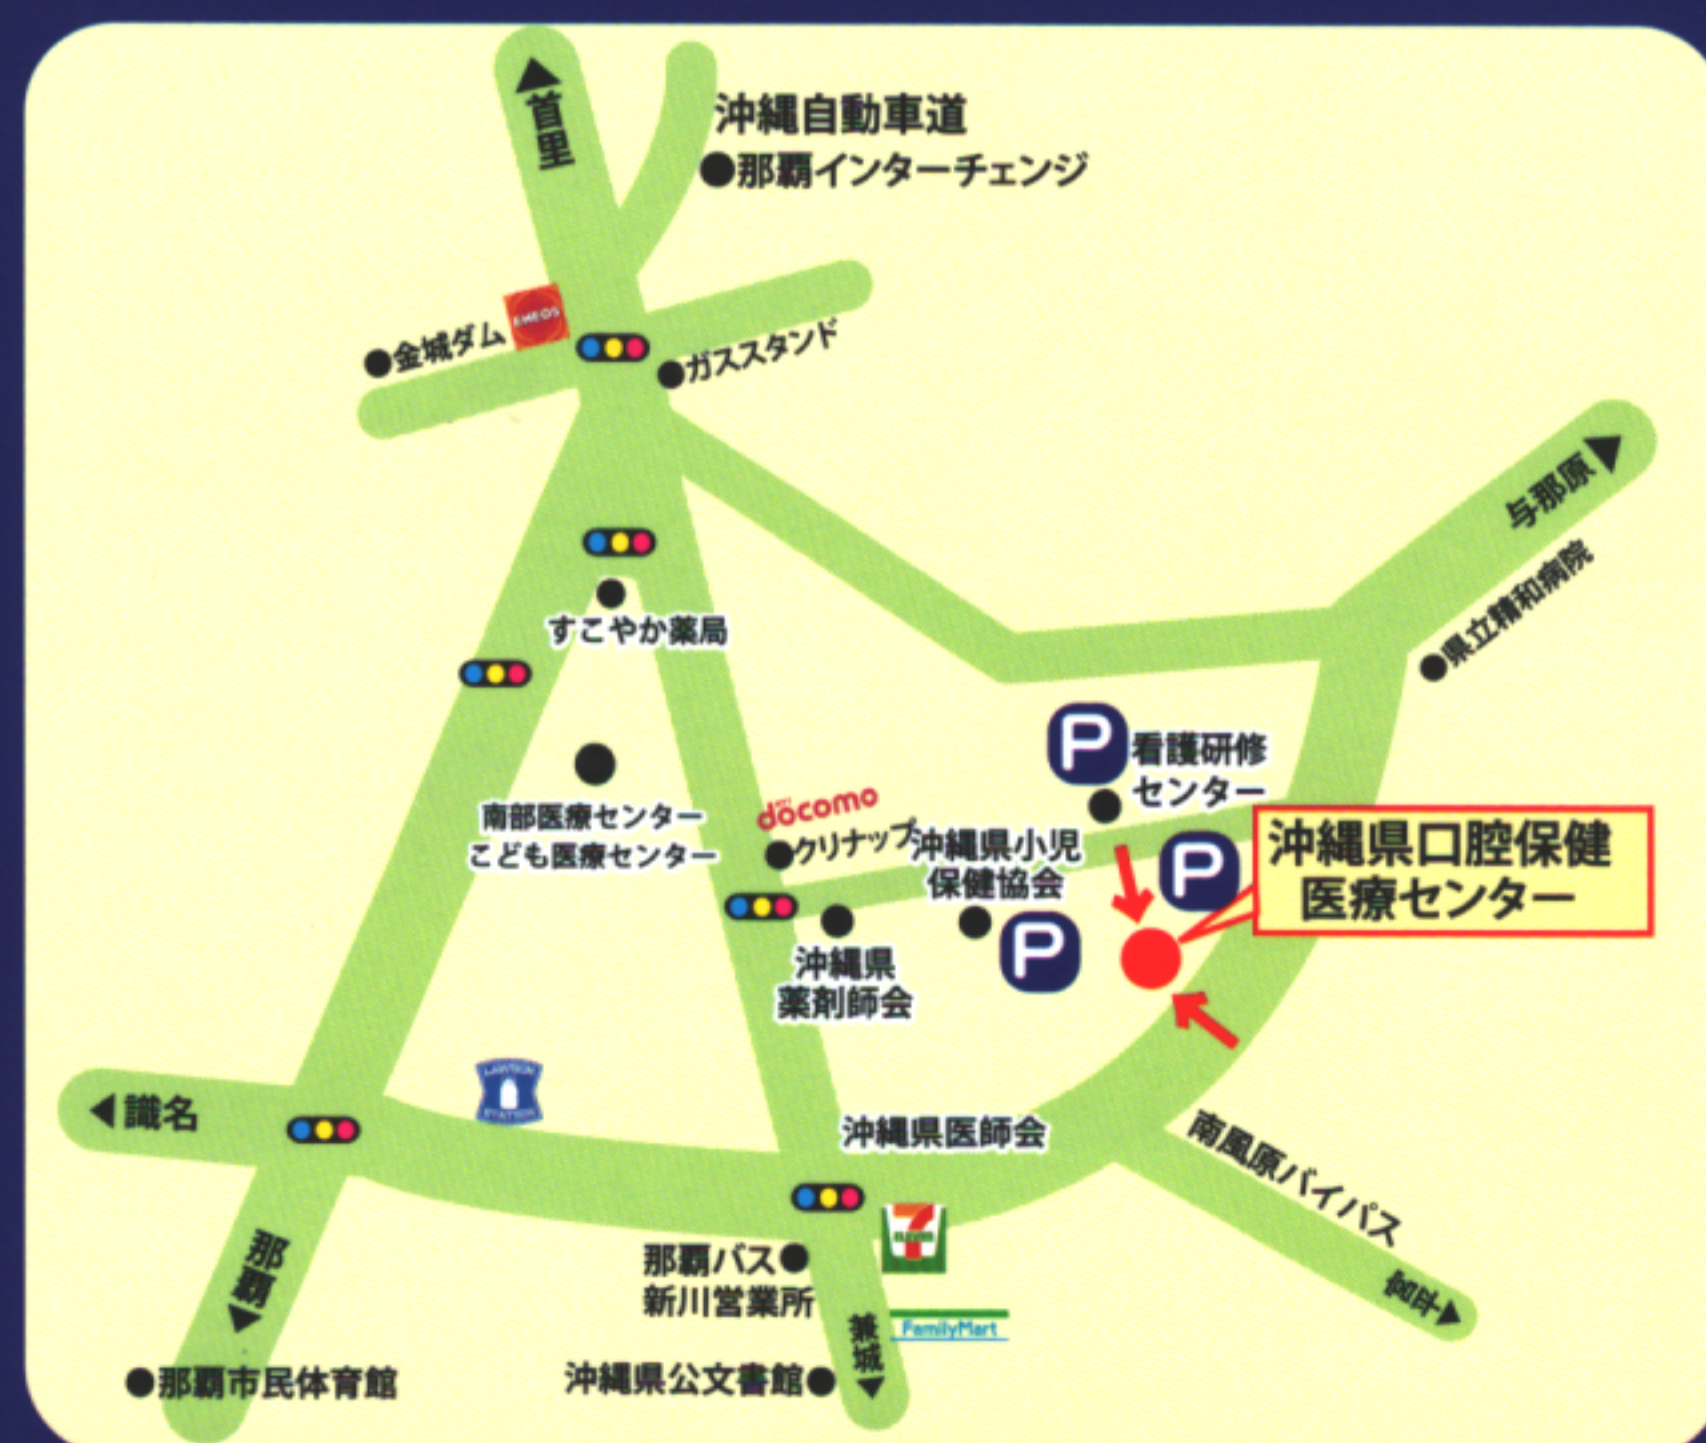 首里
沖縄自動車道
那覇インターチェンジ
ENEOS
金城ダム
ガススタンド
与那原
県立精和病院
すこやか薬局
P
看護研修
センター
南部医療センター
こども医療センター
docomo
クリナップ
沖縄県小児
保健協会
P
沖縄県口腔保健
医療センター
P
沖縄県
薬剤師会
LAWSON
STATION
識名
沖縄県医師会
南風原バイパス
7
ELEVEN
那覇
那覇バス
新川営業所
兼城
FamilyMart
那覇市民体育館
沖縄県公文書館